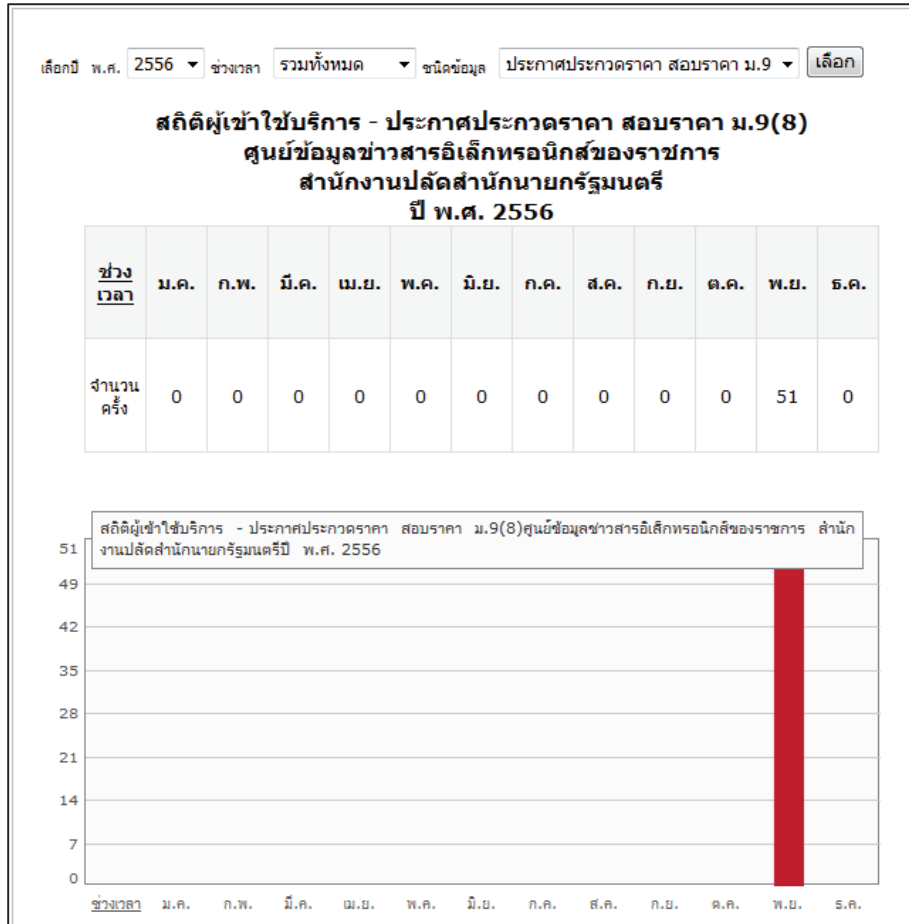 เลือกปี พ.ศ. 2556 ช่วงเวลา รวมทั้งหมด ชนิดข้อมูล ประกาศประกวดราคา สอบราคา ม.9 เลือก
สถิติผู้เข้าใช้บริการ - ประกาศประกวดราคา สอบราคา ม.9(8)
ศูนย์ข้อมูลข่าวสารอิเล็กทรอนิกส์ของราชการ
สำนักงานปลัดสำนักนายกรัฐมนตรี
ปี พ.ศ. 2556
ช่วง
เวลา ม.ค. ก.พ. มี.ค. เม.ย. พ.ค. มิ.ย. ก.ค. ส.ค. ก.ย. ต.ค. พ.ย. ธ.ค.
จำนวน
ครั้ง 0 0 0 0 0 0 0 0 0 0 51 0
สถิติผู้เข้าใช้บริการ - ประกาศประกวดราคา สอบราคา ม.9(8)ศูนย์ข้อมูลข่าวสารอิเล็กทรอนิกส์ของราชการ สำนัก
งานปลัดสำนักนายกรัฐมนตรีปี พ.ศ. 2556
51
49
42
35
28
21
14
7
0
ช่วงเวลา ม.ค. ก.พ. มี.ค. เม.ย. พ.ค. มิ.ย. ก.ค. ส.ค. ก.ย. ต.ค. พ.ย. ธ.ค.